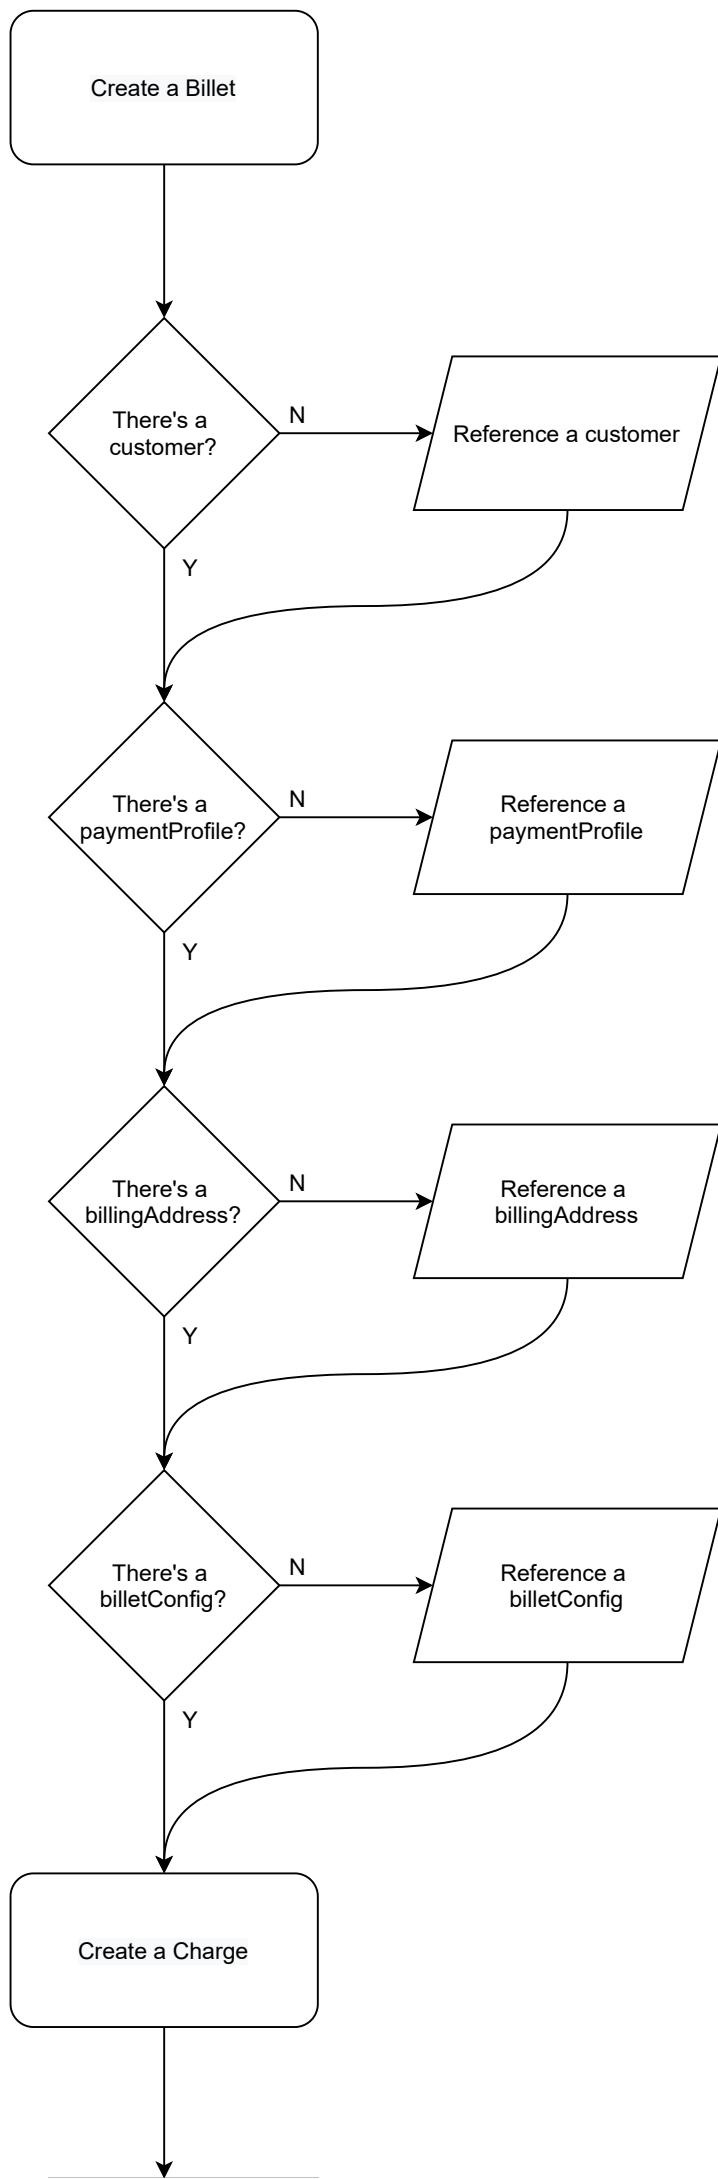 Create a Billet
There's a
customer?
N
Reference a customer
Y
There's a
paymentProfile?
N
Reference a
paymentProfile
Y
There's a
billingAddress?
N
Reference a
billingAddress
Y
There's a
billetConfig?
N
Reference a
billetConfig
Y
Create a Charge